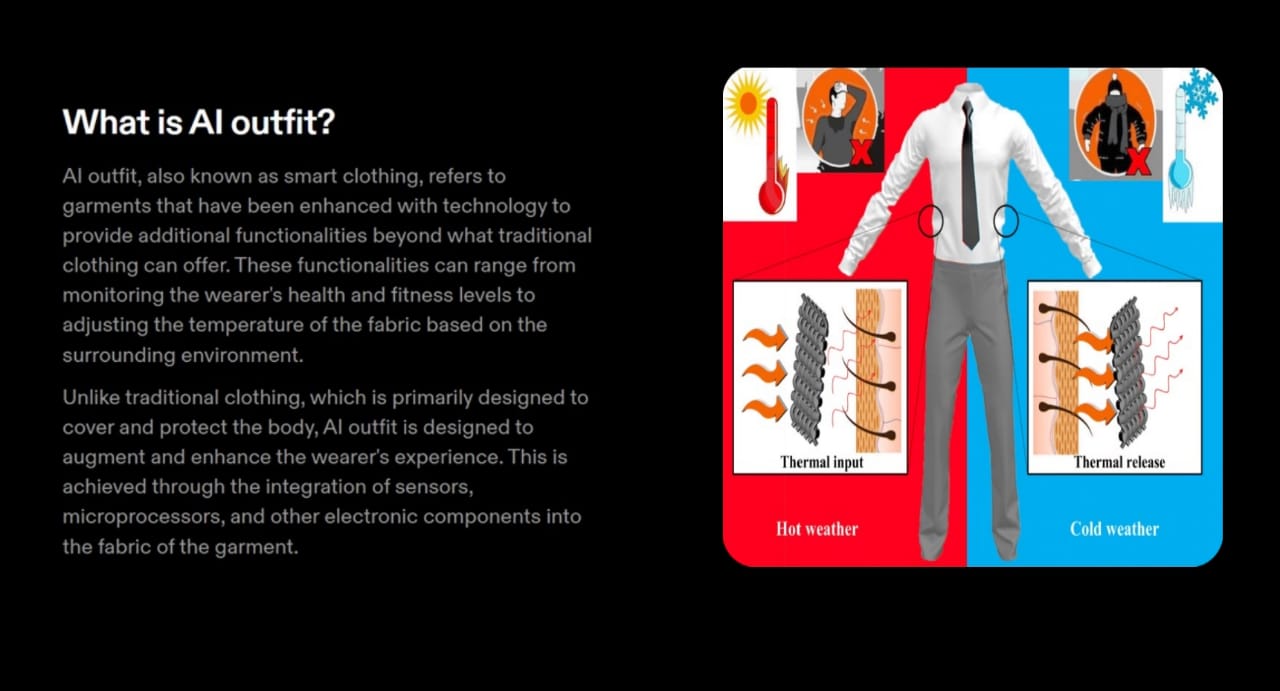 What is AI outfit?
AI outfit, also known as smart clothing, refers to
garments that have been enhanced with technology to
provide additional functionalities beyond what traditional
clothing can offer. These functionalities can range from
monitoring the wearer's health and fitness levels to
adjusting the temperature of the fabric based on the
surrounding environment.
Unlike traditional clothing, which is primarily designed to
cover and protect the body, AI outfit is designed to
augment and enhance the wearer's experience. This is
achieved through the integration of sensors,
microprocessors, and other electronic components into
the fabric of the garment.
Thermal input
Thermal release
Hot weather
Cold weather